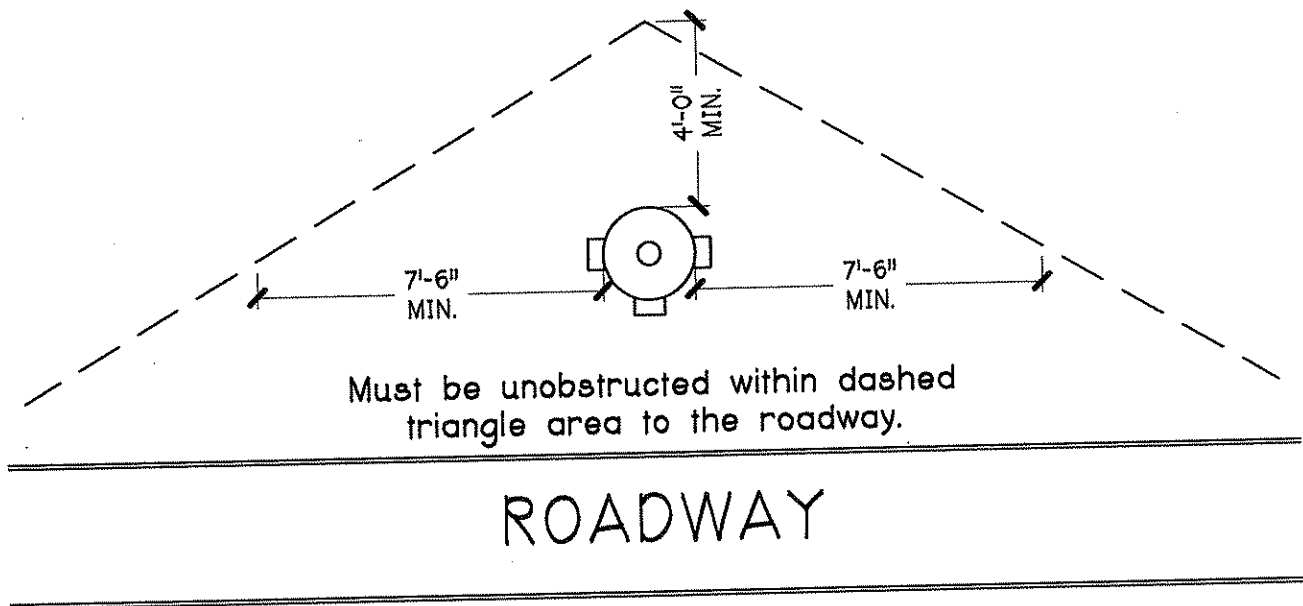 4'-0"
MIN.
7'-6"
MIN.
7'-6"
MIN.
Must be unobstructed within dashed
triangle area to the roadway.
ROADWAY